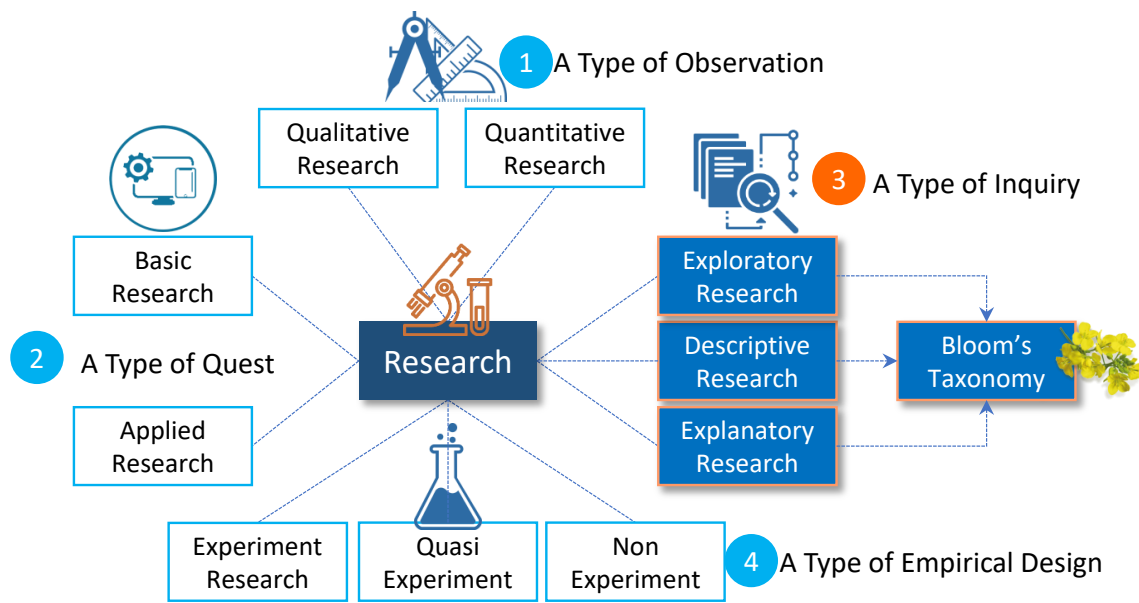 1
A Type of Observation
Qualitative
Research
Quantitative
Research
3
A Type of Inquiry
Basic
Research
Exploratory
Research
2
A Type of Quest
Research
Descriptive
Research
Bloom’s
Taxonomy
Applied
Research
Explanatory
Research
Experiment
Research
Quasi
Experiment
Non
Experiment
4
A Type of Empirical Design